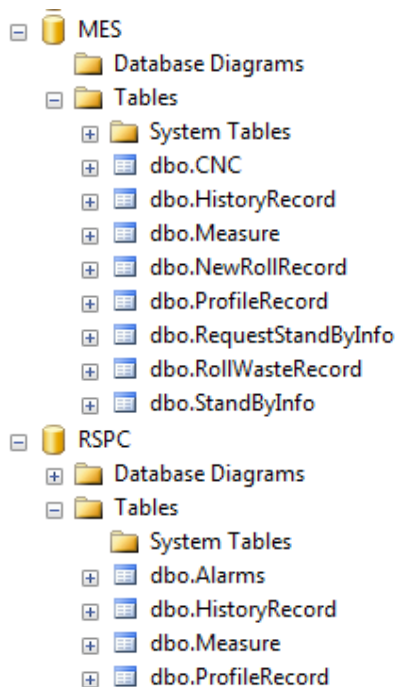 MES
Database Diagrams
Tables
System Tables
dbo.CNC
dbo.HistoryRecord
dbo.Measure
dbo.NewRollRecord
dbo.ProfileRecord
dbo.RequestStandByInfo
dbo.RollWasteRecord
dbo.StandByInfo
RSPC
Database Diagrams
Tables
System Tables
dbo.Alarms
dbo.HistoryRecord
dbo.Measure
dbo.ProfileRecord